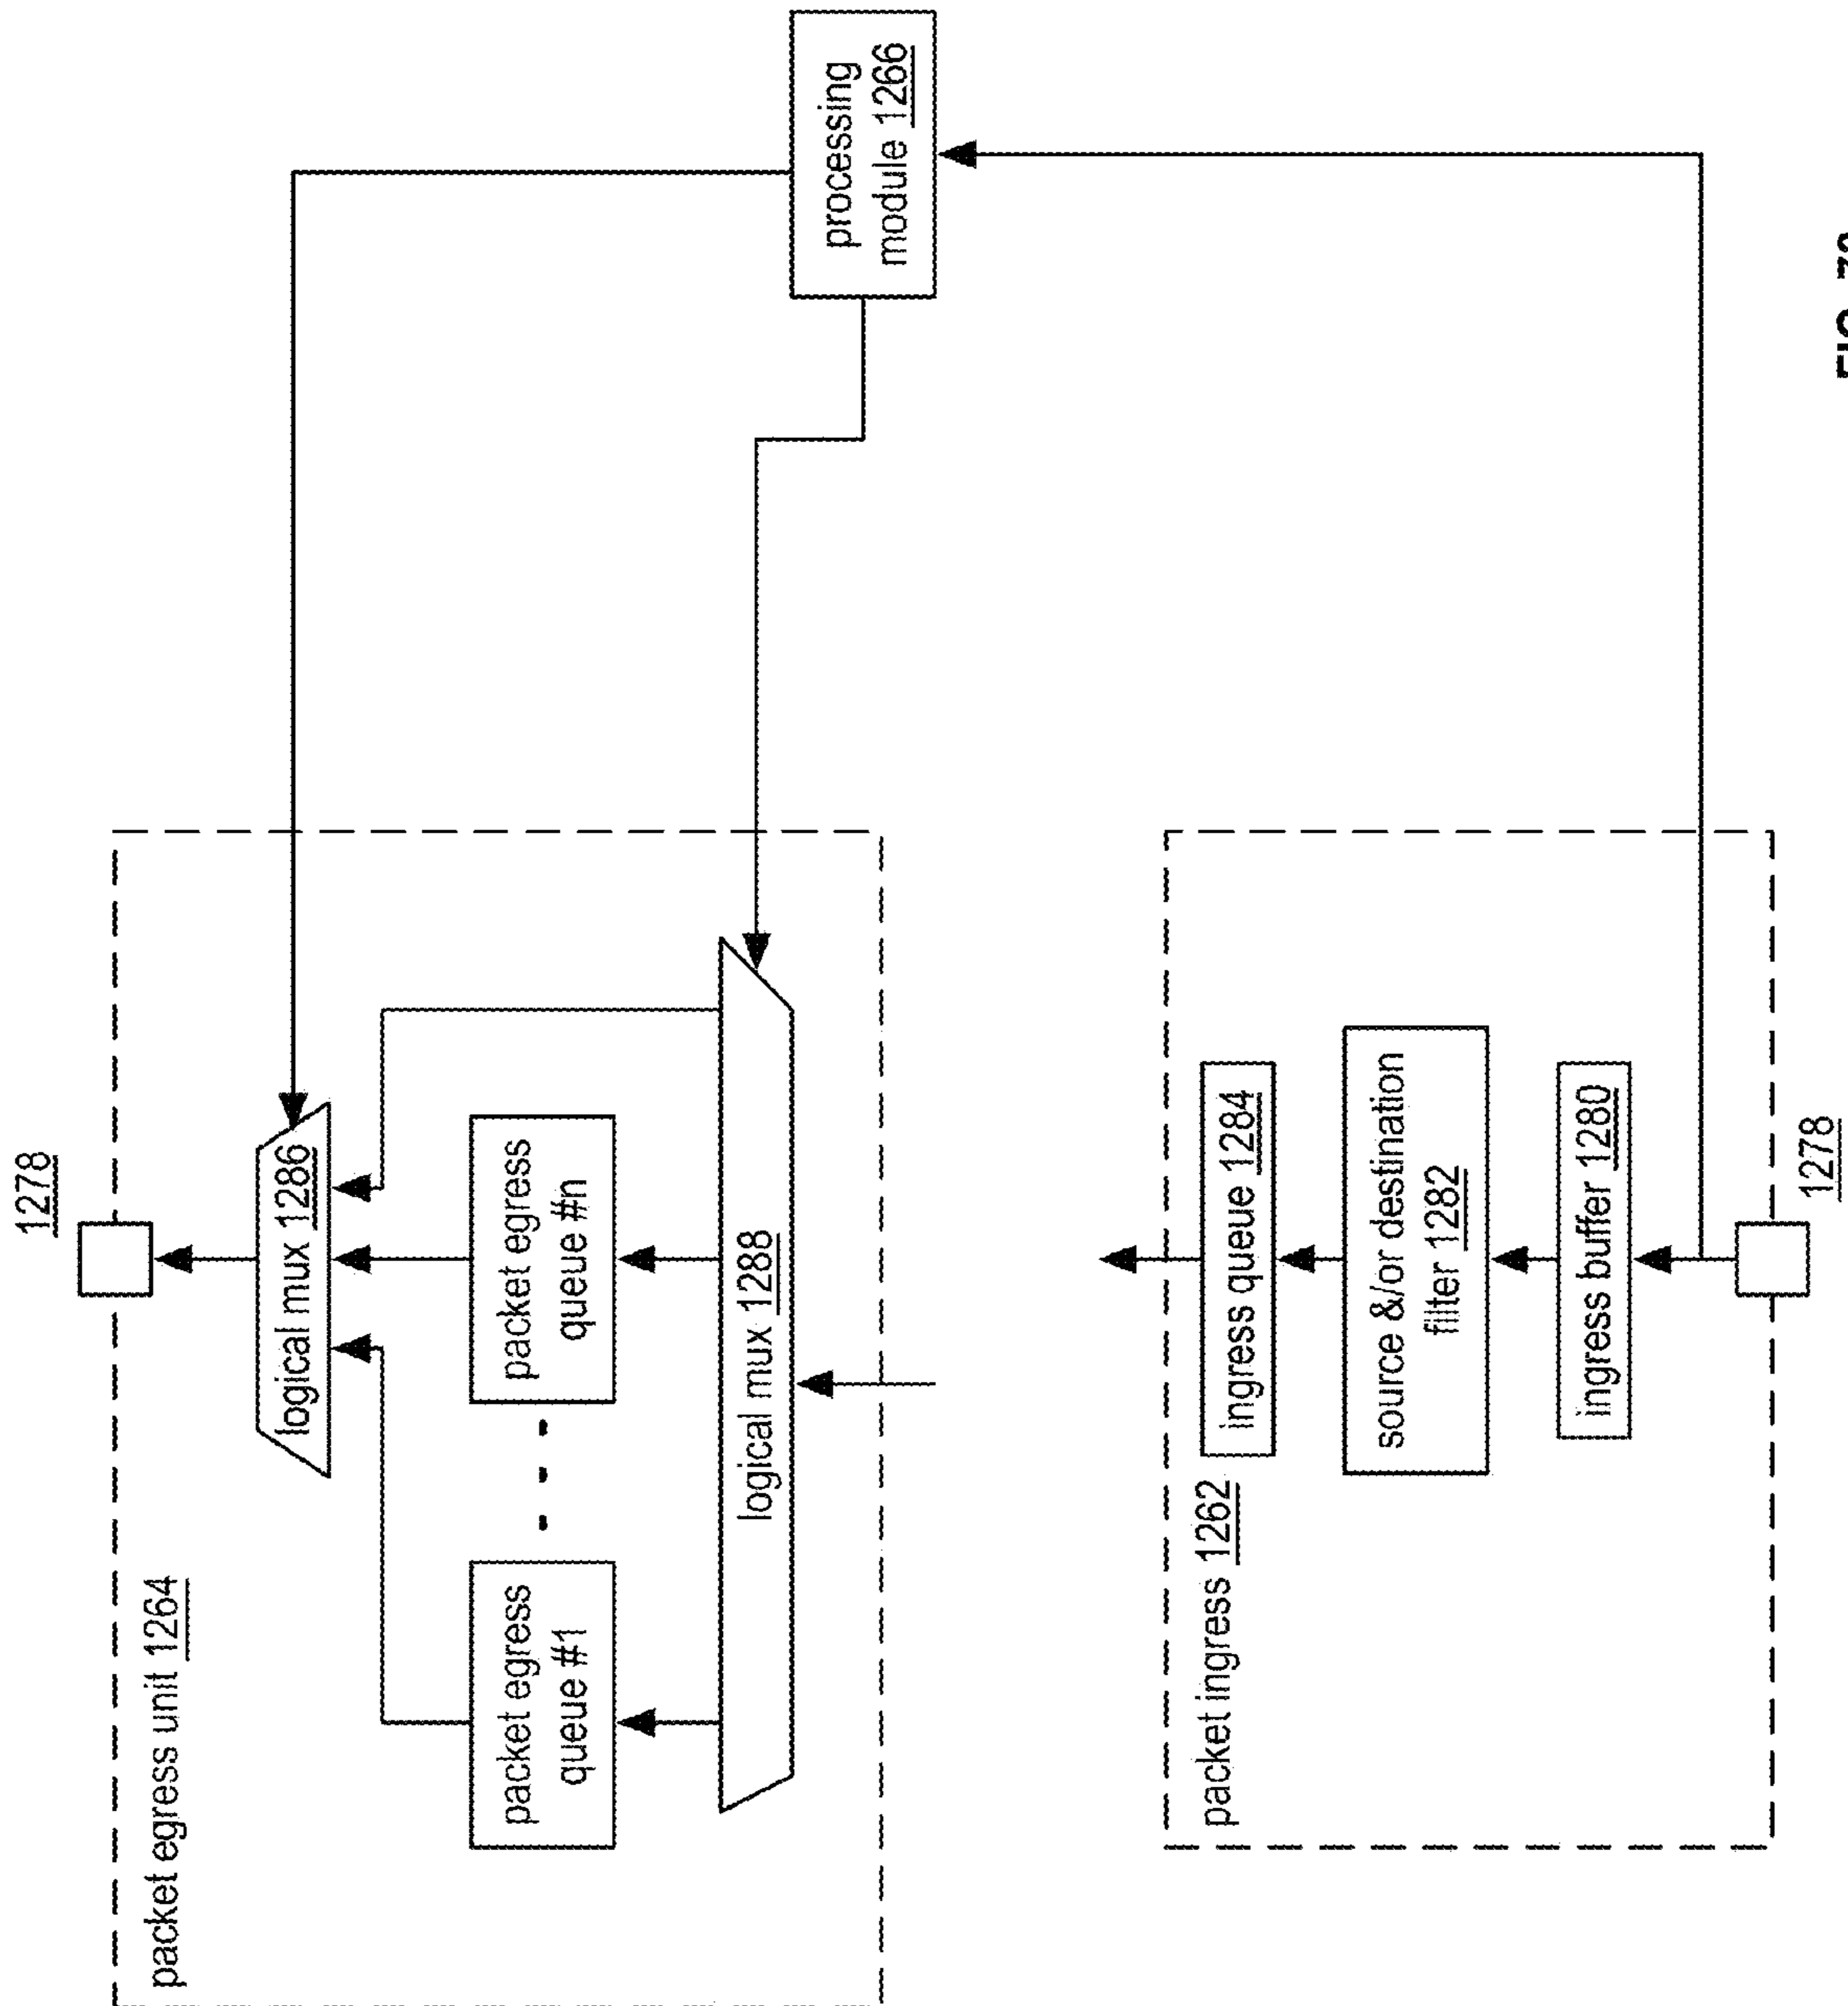 1278
packet egress unit 1264
logical mux 1286
packet egress
queue #1
packet egress
queue #n
logical mux 1288
processing
module 1266
packet ingress 1262
ingress queue 1284
source &/or destination
filter 1282
ingress buffer 1280
1278
FIG.